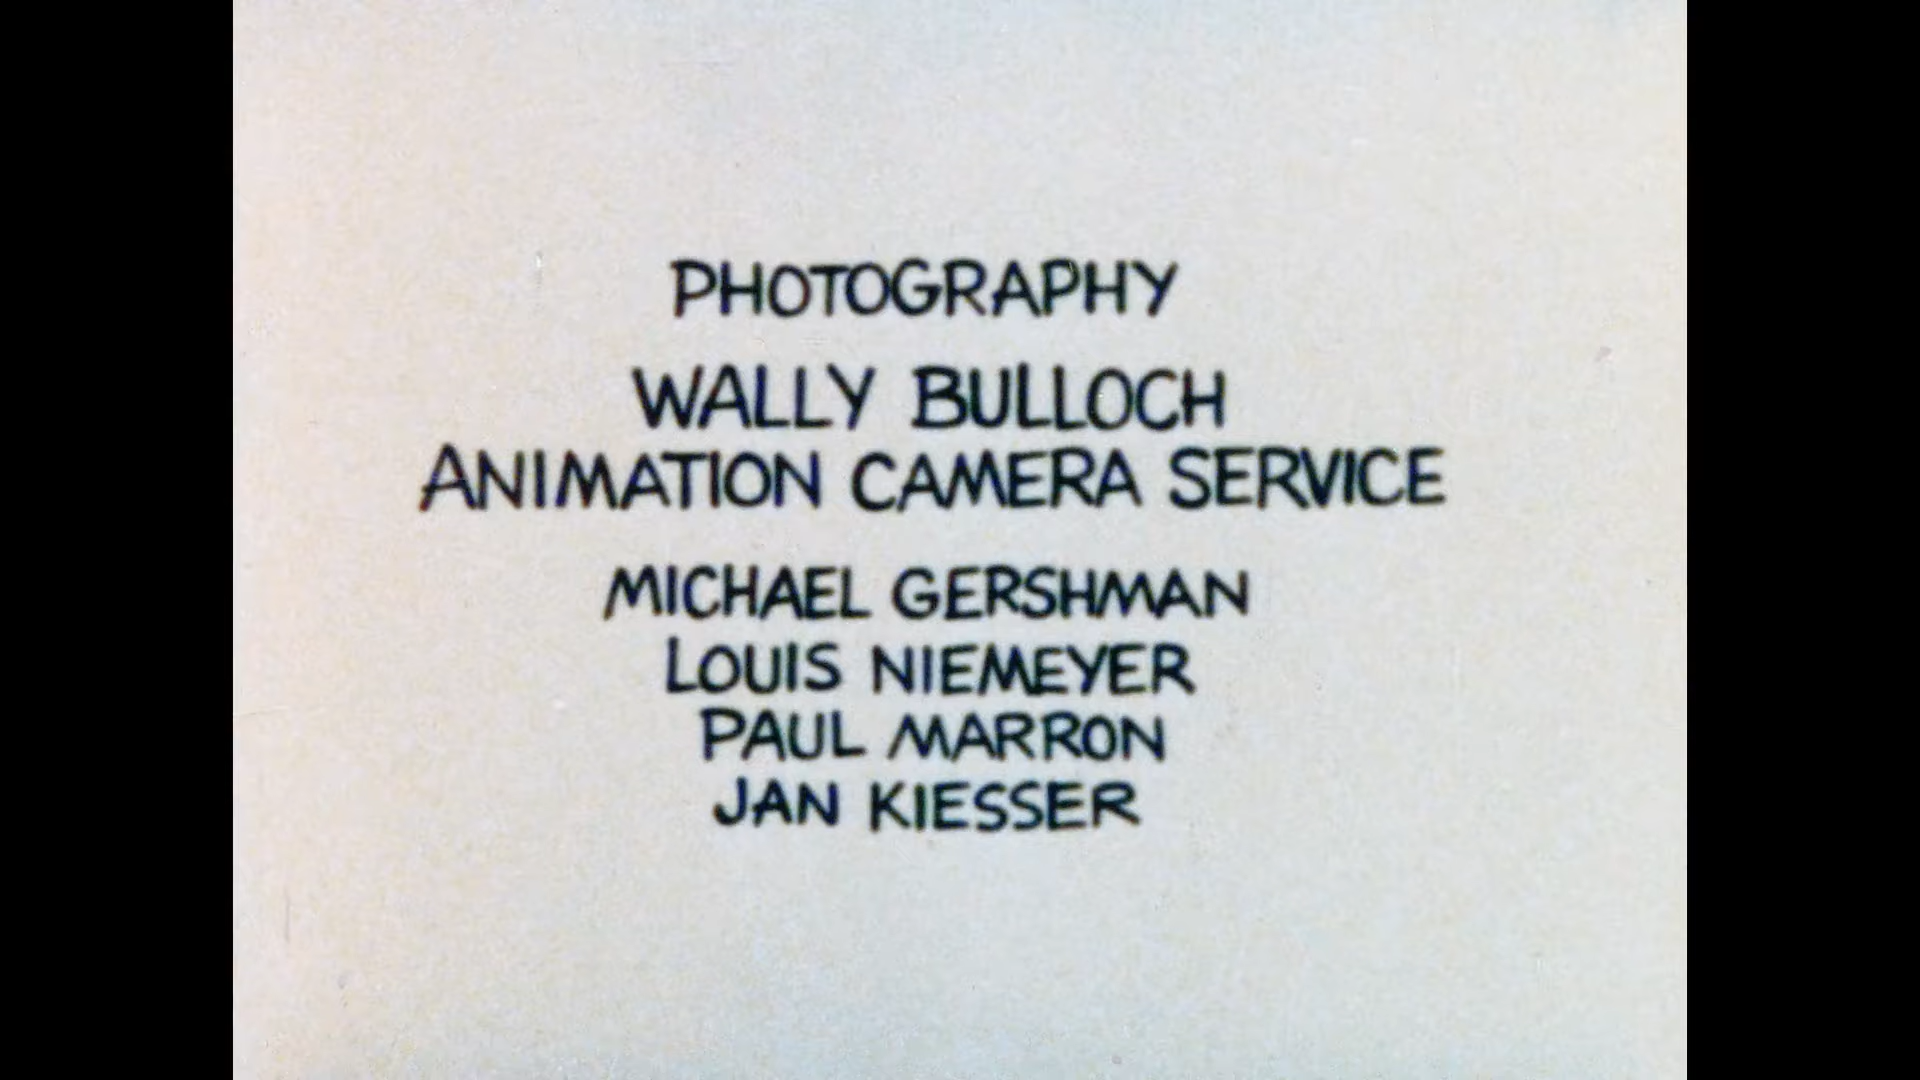 PHOTOGRAPHY
WALLY BULLOCH
ANIMATION CAMERA SERVICE
MICHAEL GERSHMAN
LOUIS NIEMEYER
PAUL MARRON
JAN KIESSER